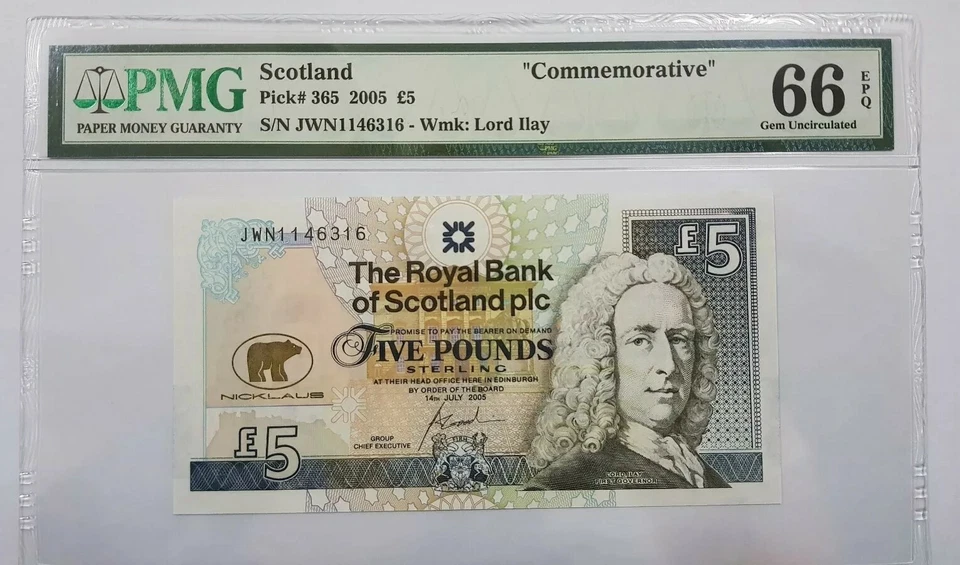 PMG
PAPER MONEY GUARANTY
Scotland "Commemorative"
Pick# 365 2005 £5
S/N JWN1146316 - Wmk: Lord Ilay
66 EPQ
Gem Uncirculated
PMG
JWN1146316
£5
The Royal Bank
of Scotland plc
PROMISE TO PAY THE BEARER ON DEMAND
FIVE POUNDS
STERLING
AT THEIR HEAD OFFICE HERE IN EDINBURGH
BY ORDER OF THE BOARD
14TH JULY 2005
NICKLAUS
£5
GROUP
CHIEF EXECUTIVE
LORD ILAY
FIRST GOVERNOR